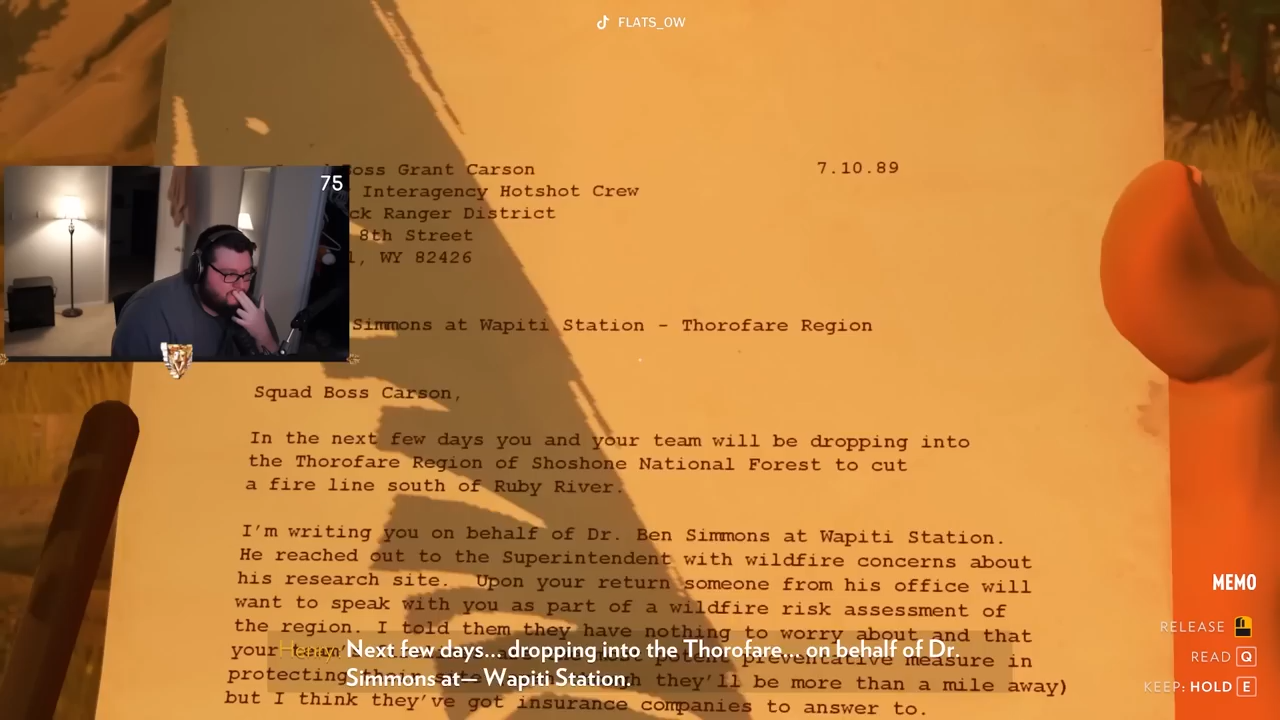 FLATS_OW
Boss Grant Carson
7.10.89
Interagency Hotshot Crew
ck Ranger District
8th Street
, WY 82426
75
Simmons at Wapiti Station - Thorofare Region
Squad Boss Carson,
In the next few days you and your team will be dropping into
the Thorofare Region of Shoshone National Forest to cut
a fire line south of Ruby River.
I'm writing you on behalf of Dr. Ben Simmons at Wapiti Station.
He reached out to the Superintendent with wildfire concerns about
his research site. Upon your return someone from his office will
want to speak with you as part of a wildfire risk assessment of
the region. I told them they have nothing to worry about and that
your potent preventative measure in
protecting they'll be more than a mile away)
but I think they've got insurance companies to answer to.
Henry: Next few days... dropping into the Thorofare... on behalf of Dr.
Simmons at— Wapiti Station.
MEMO
RELEASE
READ Q
KEEP: HOLD E